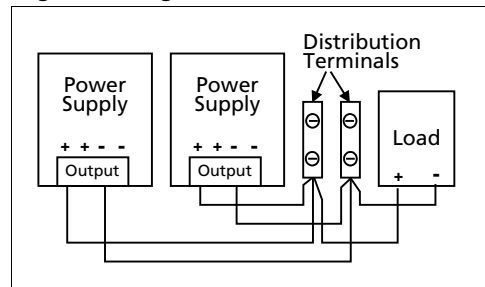 Distribution
Terminals
Power
Supply
+ + - -
Output
Power
Supply
+ + - -
Output
Load
+ -